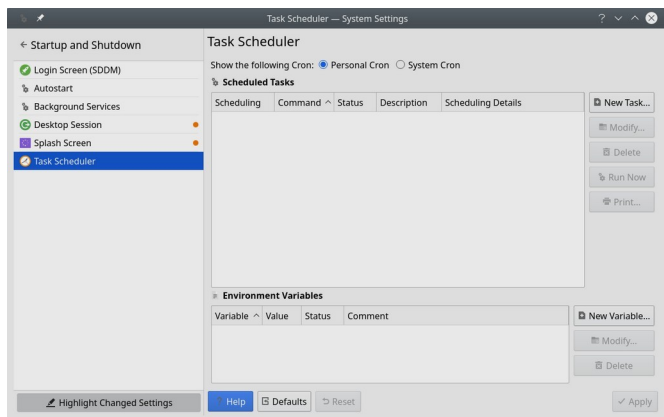 Task Scheduler — System Settings
Startup and Shutdown
Login Screen (SDDM)
Autostart
Background Services
Desktop Session
Splash Screen
Task Scheduler
Highlight Changed Settings
Task Scheduler
Show the following Cron: Personal Cron System Cron
Scheduled Tasks
Scheduling Command Status Description Scheduling Details
New Task...
Modify...
Delete
Run Now
Print...
Environment Variables
Variable Value Status Comment
New Variable...
Modify...
Delete
Help Defaults Reset Apply